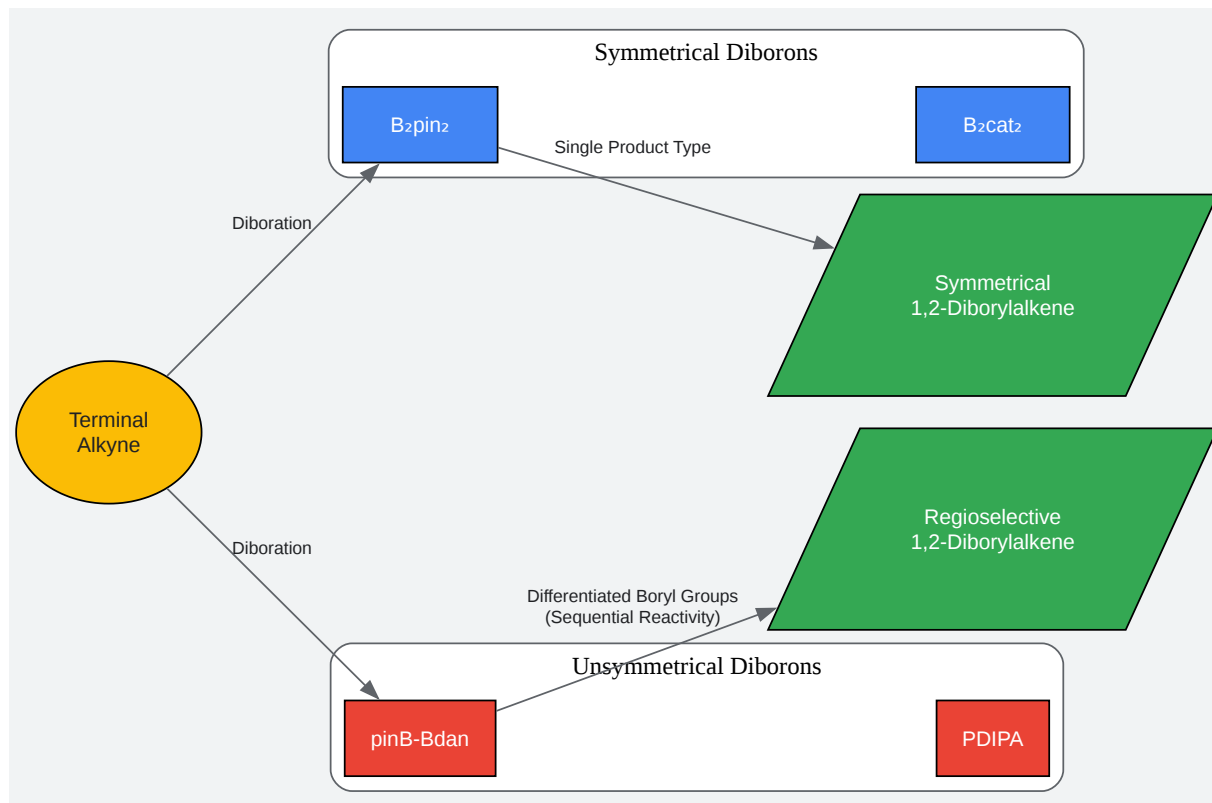 Symmetrical Diborons
B₂pin₂
B₂cat₂
Single Product Type
Diboration
Symmetrical
1,2-Diborylalkene
Terminal
Alkyne
Regioselective
1,2-Diborylalkene
Diboration
Differentiated Boryl Groups
(Sequential Reactivity)
Unsymmetrical Diborons
pinB-Bdan
PDIPA